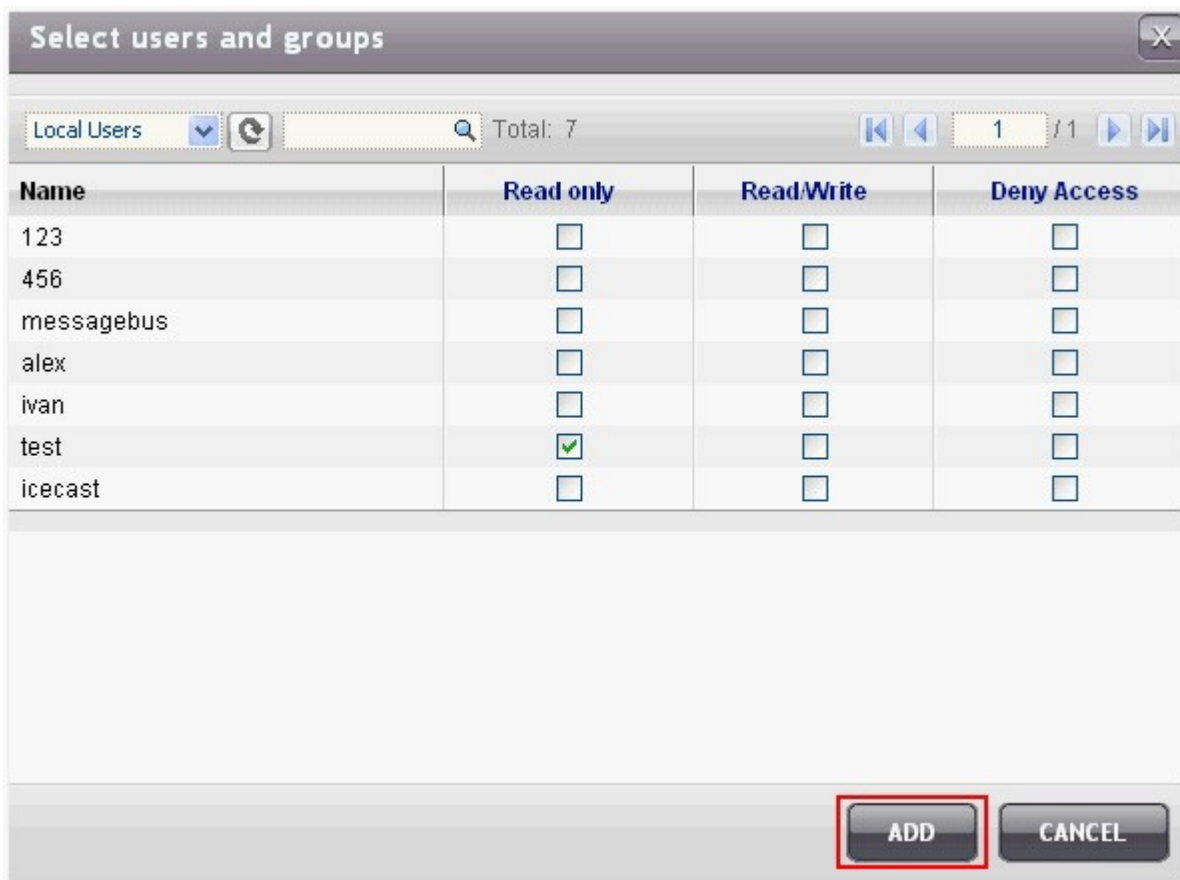 Select users and groups X
Local Users Total: 7 1 / 1
Name Read only Read/Write Deny Access
123
456
messagebus
alex
ivan
test
icecast
ADD CANCEL